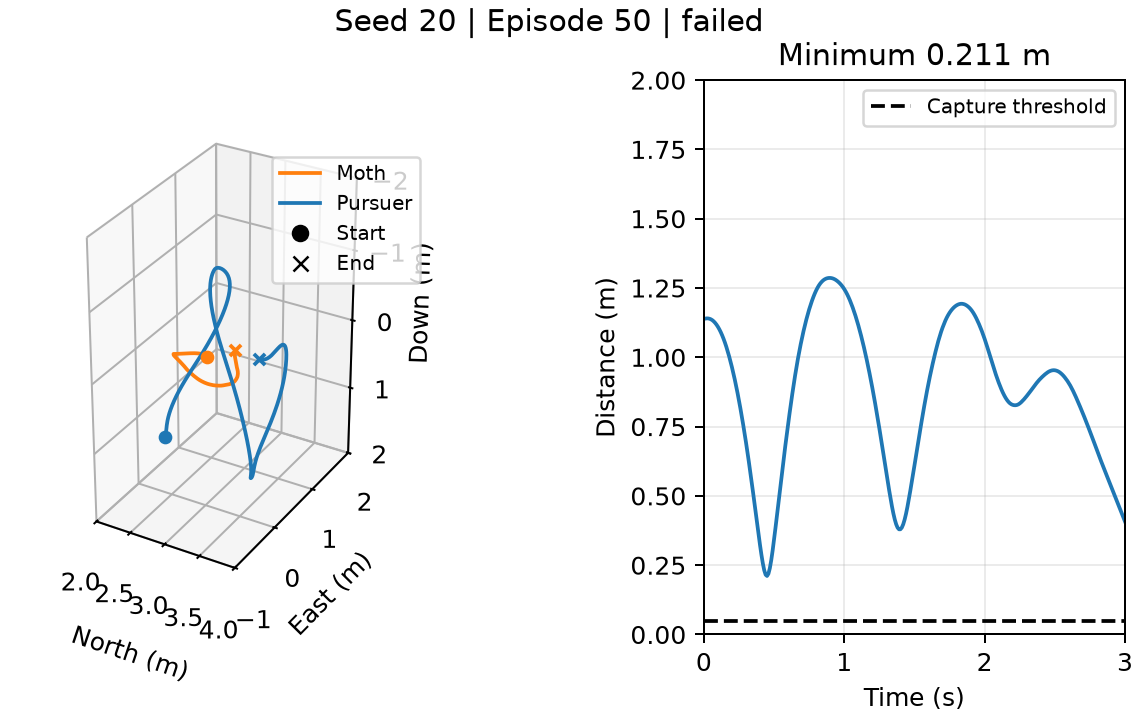 Seed 20 | Episode 50 | failed
Moth
Pursuer
Start
End
−2
−1
0
1
2
Down (m)
2
1
0
−1
East (m)
2.0
2.5
3.0
3.5
4.0
North (m)
Minimum 0.211 m
Capture threshold
2.00
1.75
1.50
1.25
1.00
0.75
0.50
0.25
0.00
Distance (m)
0
1
2
3
Time (s)